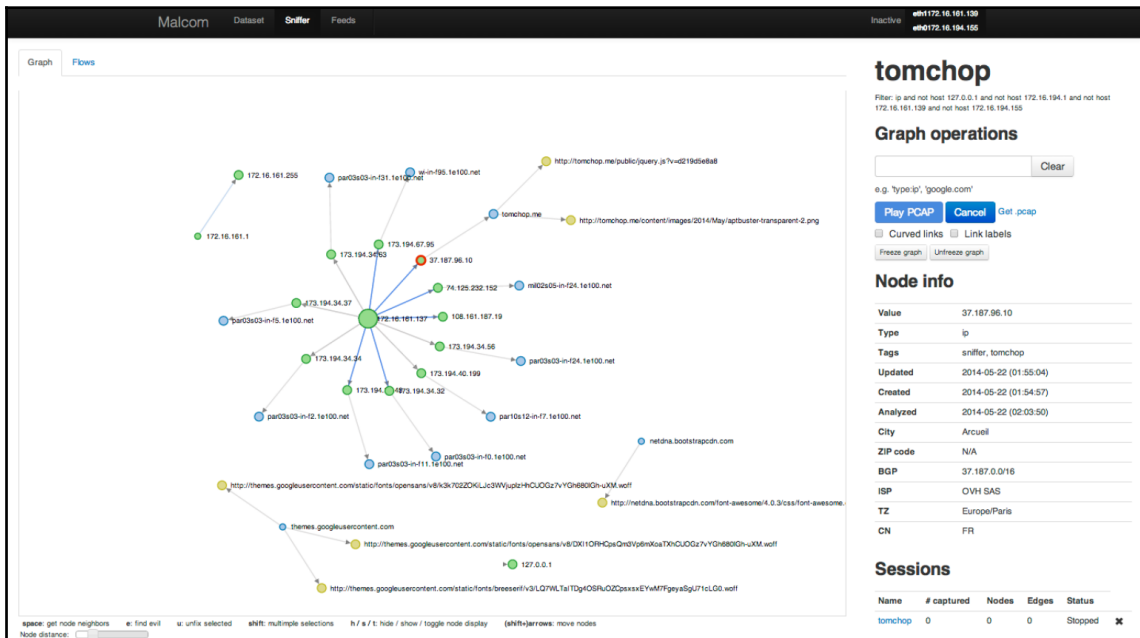 Malcom Dataset Sniffer Feeds Inactive eth1172.16.161.139
eth0172.16.194.155
Graph Flows
172.16.161.255
172.16.161.1
par03s03-in-f31.1e100.net
wi-in-f95.1e100.net
http://tomchop.me/public/jquery.js?v=d219d5e8a8
tomchop.me
http://tomchop.me/content/images/2014/May/aptbuster-transparent-2.png
173.194.67.95
173.194.34.63
37.187.96.10
74.125.232.152
mil02s05-in-f24.1e100.net
173.194.34.37
par03s03-in-f5.1e100.net
172.16.161.137
108.161.187.19
173.194.34.56
par03s03-in-f24.1e100.net
173.194.34.34
173.194.40.199
173.194.34.32
par03s03-in-f2.1e100.net
par10s12-in-f7.1e100.net
par03s03-in-f11.1e100.net
par03s03-in-f0.1e100.net
netdna.bootstrapcdn.com
http://netdna.bootstrapcdn.com/font-awesome/4.0.3/css/font-awesome.
themes.googleusercontent.com
127.0.0.1
space: get node neighbors e: find evil u: unfix selected shift: multimple selections h / s / t: hide / show / toggle node display (shift+)arrows: move nodes
Node distance:
tomchop
Filter: ip and not host 127.0.0.1 and not host 172.16.194.1 and not host
172.16.161.139 and not host 172.16.194.155
Graph operations
Clear
e.g. 'type:ip', 'google.com'
Play PCAP Cancel Get .pcap
Curved links Link labels
Freeze graph Unfreeze graph
Node info
Value 37.187.96.10
Type ip
Tags sniffer, tomchop
Updated 2014-05-22 (01:55:04)
Created 2014-05-22 (01:54:57)
Analyzed 2014-05-22 (02:03:50)
City Arcueil
ZIP code N/A
BGP 37.187.0.0/16
ISP OVH SAS
TZ Europe/Paris
CN FR
Sessions
Name # captured Nodes Edges Status
tomchop 0 0 0 Stopped